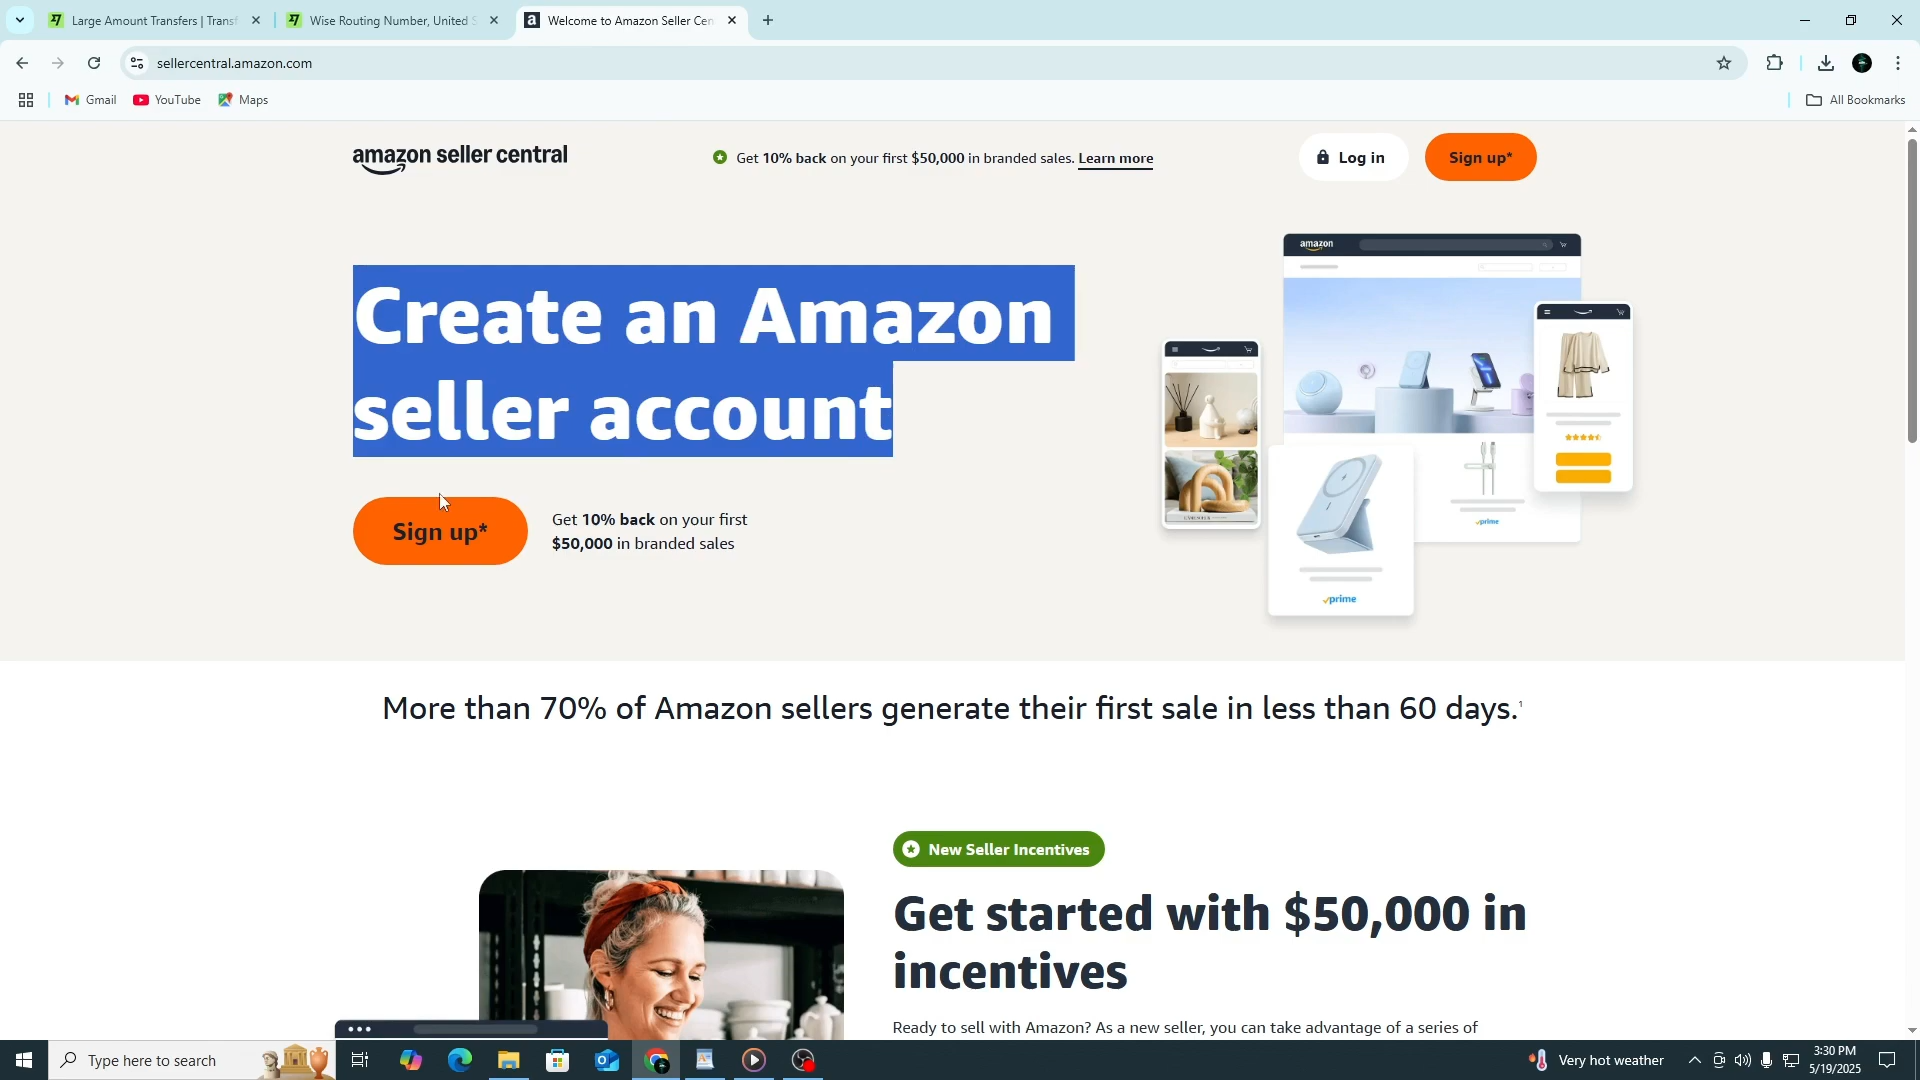 Large Amount Transfers | Transf
Wise Routing Number, United S
Welcome to Amazon Seller Cen
sellercentral.amazon.com
Gmail
YouTube
Maps
All Bookmarks
amazon seller central
Get 10% back on your first $50,000 in branded sales. Learn more
Log in
Sign up*
Create an Amazon
seller account
Sign up*
Get 10% back on your first
$50,000 in branded sales
amazon
prime
prime
More than 70% of Amazon sellers generate their first sale in less than 60 days.¹
New Seller Incentives
Get started with $50,000 in
incentives
Ready to sell with Amazon? As a new seller, you can take advantage of a series of
Type here to search
Very hot weather
3:30 PM
5/19/2025